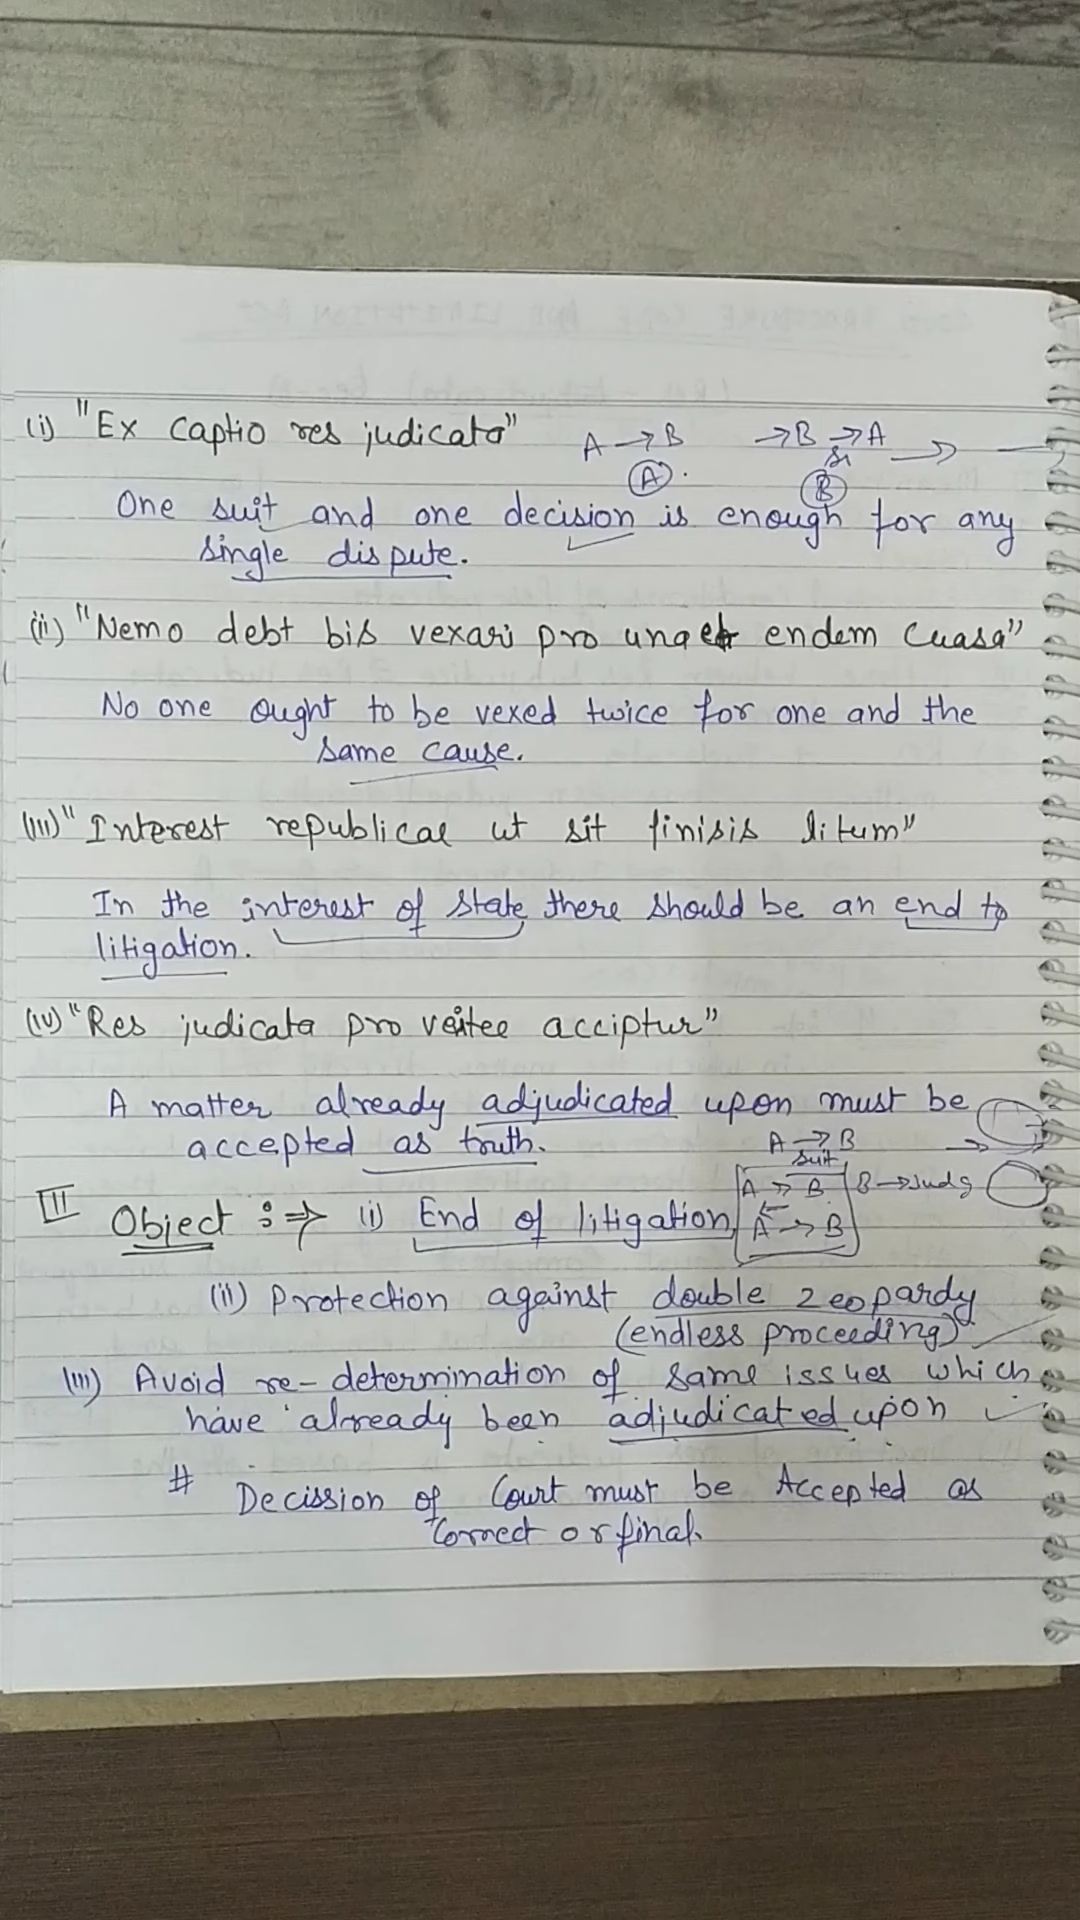 (i) "Ex Captio res judicata" A → B → B → A
(A) (B)
One suit and one decision is enough for any
single dispute.
(ii) "Nemo debt bis vexari pro una et endem Cuasa"
No one ought to be vexed twice for one and the
same cause.
(III) "Interest republicae ut sit finisis litum"
In the interest of state there should be an end to
litigation.
(IV) "Res judicata pro veitee acciptur"
A matter already adjudicated upon must be
accepted as truth. A → B
suit
III Object :⇒ (i) End of litigation A → B B → Judg
A → B
(ii) Protection against double zeopardy
(endless proceeding)
(III) Avoid re-determination of same issues which
have already been adjudicated upon
# Decission of Court must be Accepted as
correct or final.